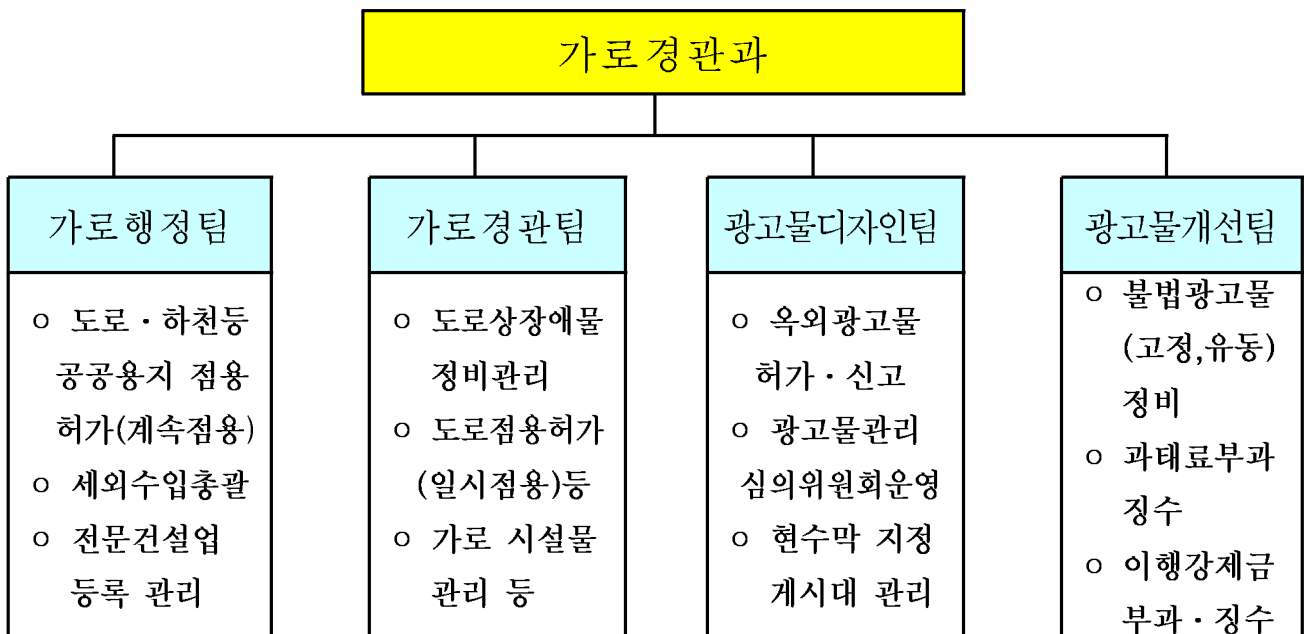 가로경관과
가로행정팀
ㅇ 도로·하천등
공공용지 점용
허가(계속점용)
ㅇ 세외수입총괄
ㅇ 전문건설업
등록 관리
가로경관팀
ㅇ 도로상장애물
정비관리
ㅇ 도로점용허가
(일시점용)등
ㅇ 가로 시설물
관리 등
광고물디자인팀
ㅇ 옥외광고물
허가·신고
ㅇ 광고물관리
심의위원회운영
ㅇ 현수막 지정
게시대 관리
광고물개선팀
ㅇ 불법광고물
(고정,유동)
정비
ㅇ 과태료부과
징수
ㅇ 이행강제금
부과·징수